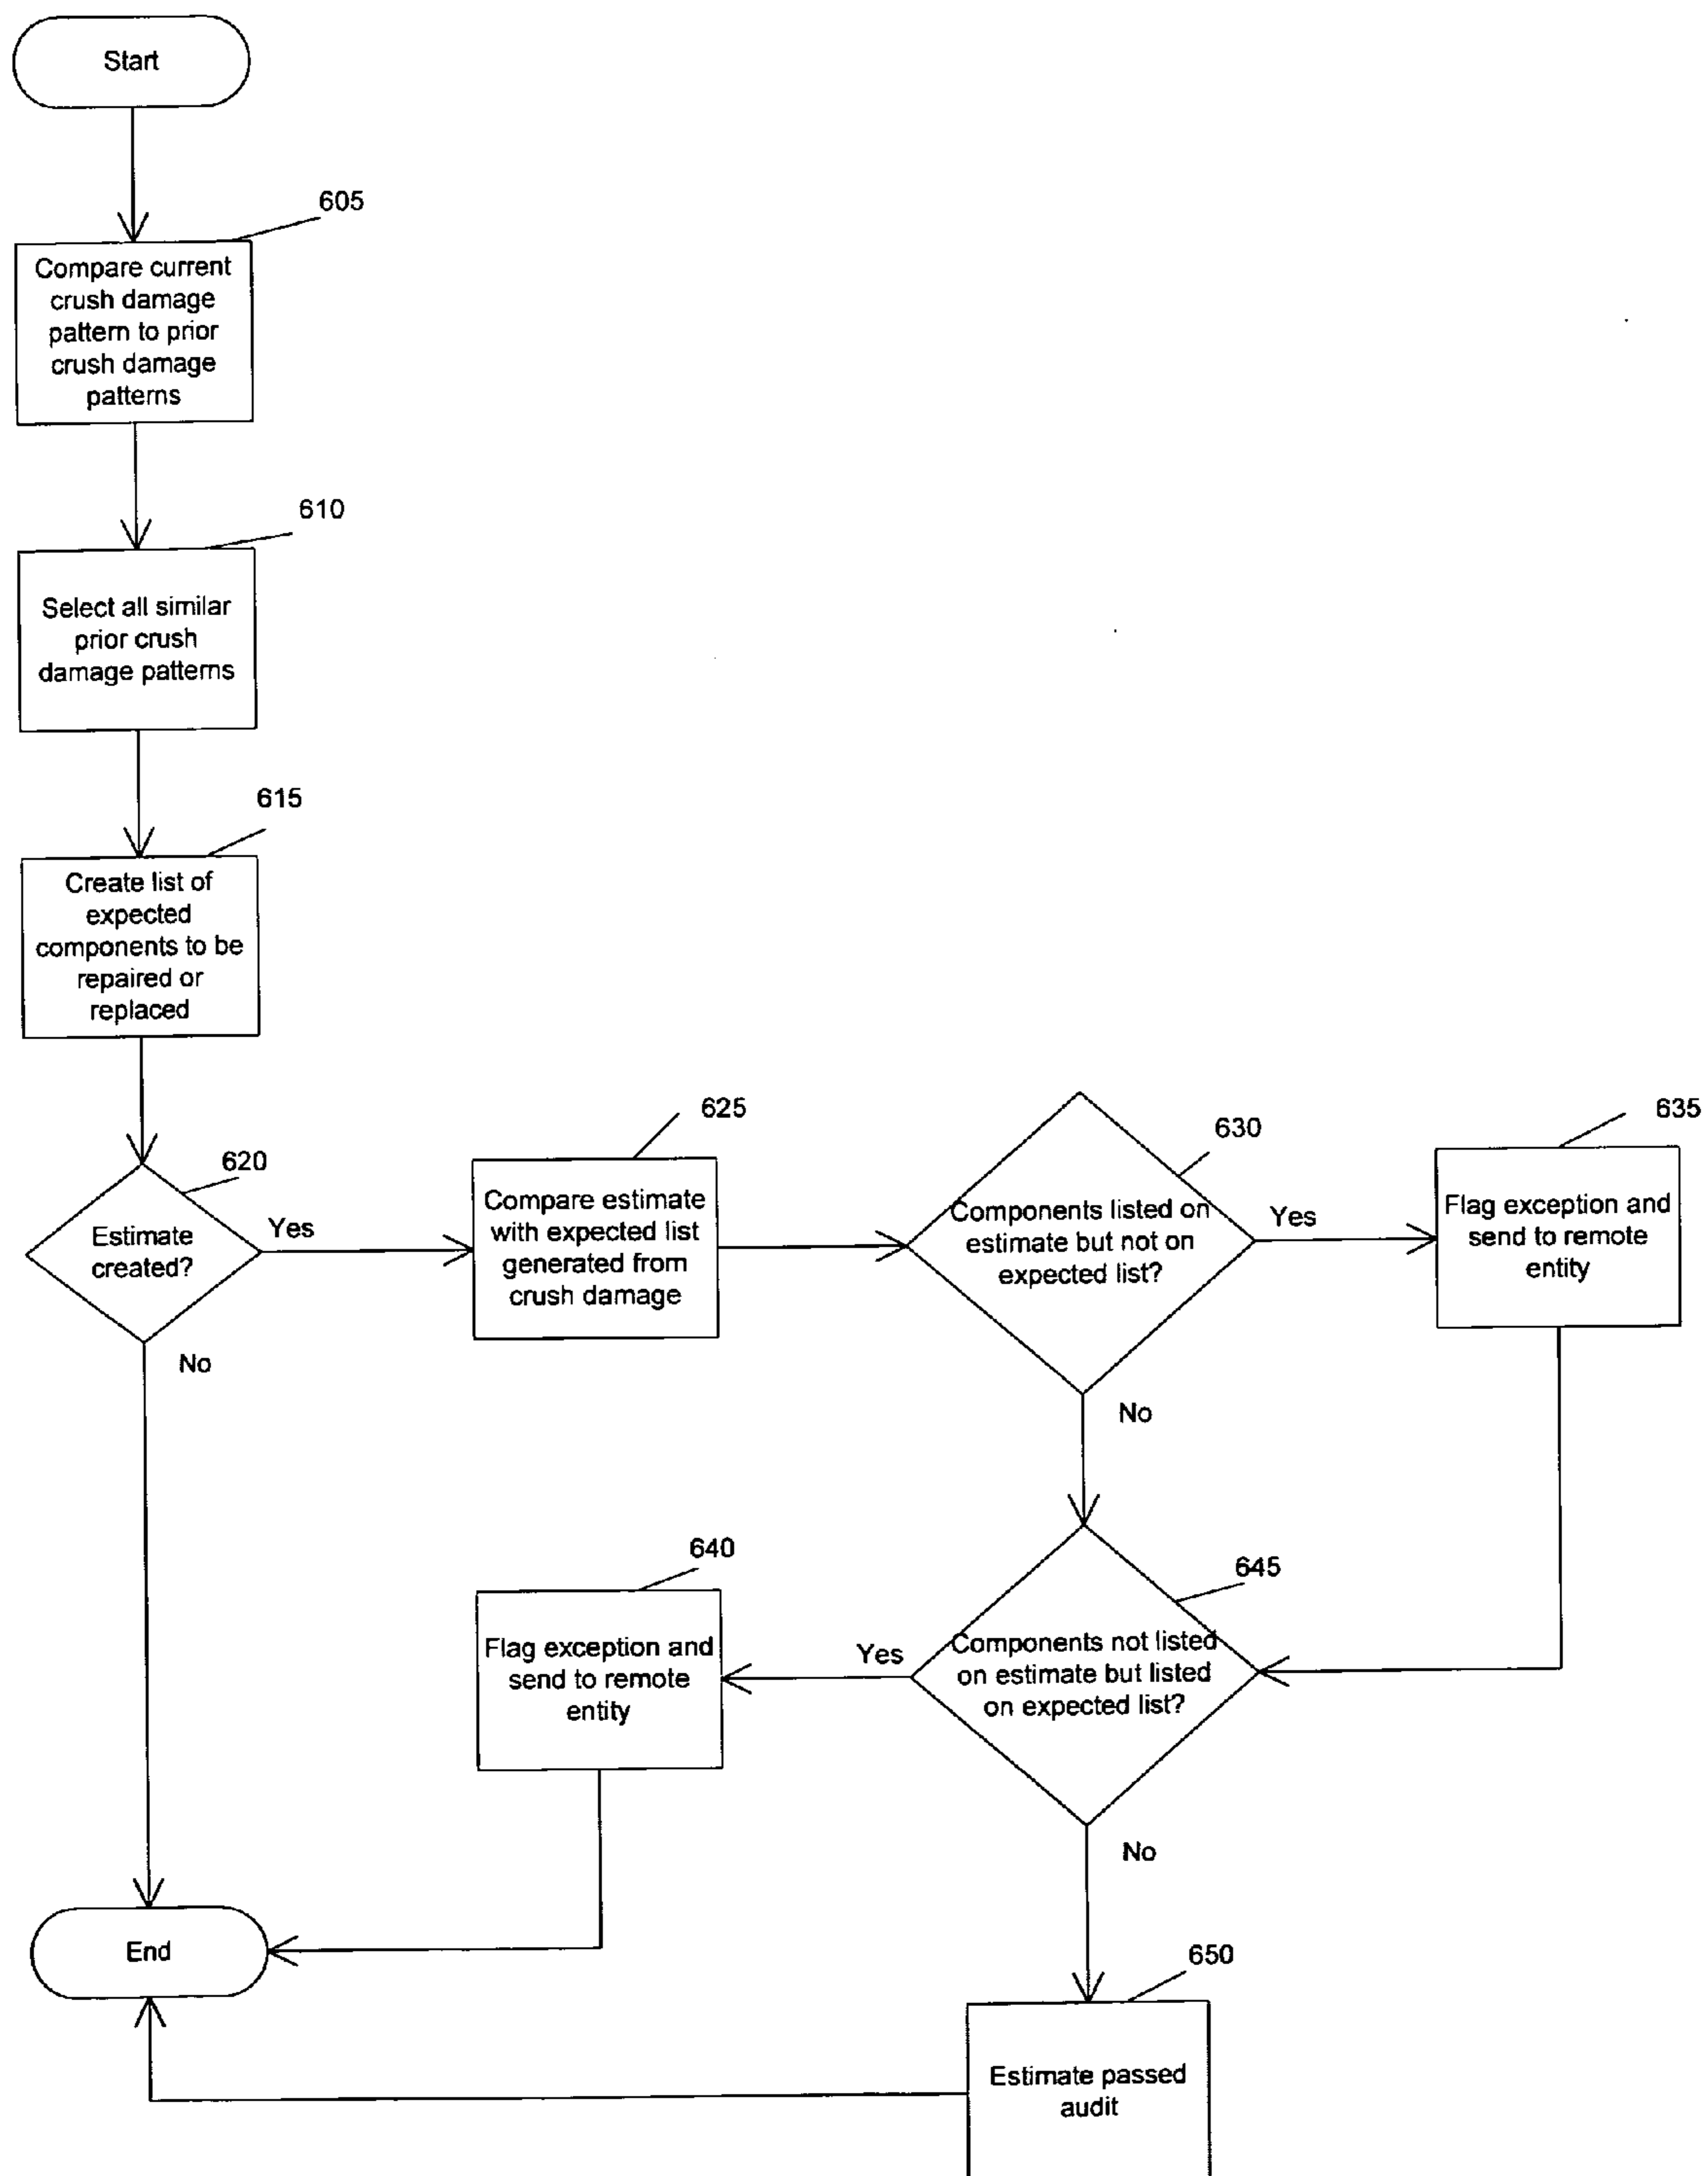 Start
605
Compare current
crush damage
pattern to prior
crush damage
patterns
610
Select all similar
prior crush
damage patterns
615
Create list of
expected
components to be
repaired or
replaced
620
Estimate
created?
Yes
No
625
Compare estimate
with expected list
generated from
crush damage
630
Components listed on
estimate but not on
expected list?
Yes
No
635
Flag exception and
send to remote
entity
640
Flag exception and
send to remote
entity
645
Components not listed
on estimate but listed
on expected list?
Yes
No
End
650
Estimate passed
audit